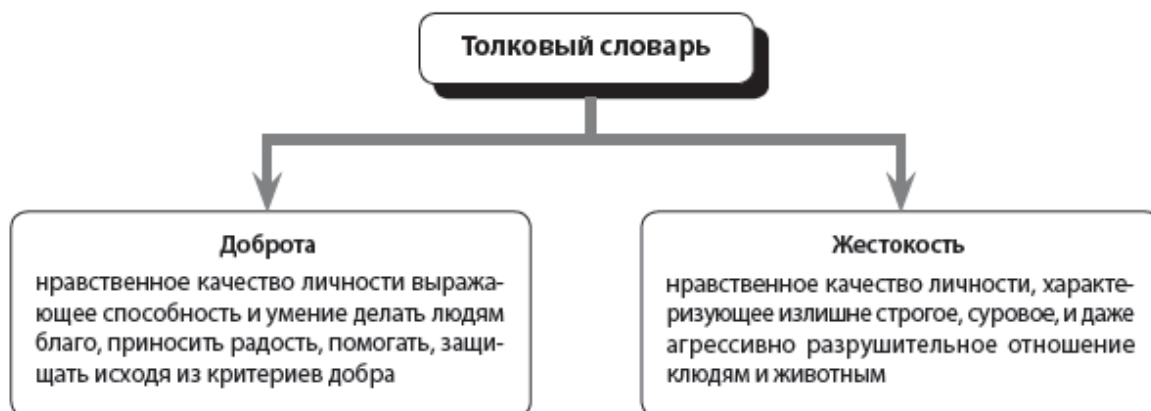 Толковый словарь
Доброта
нравственное качество личности выража-
ющее способность и умение делать людям
благо, приносить радость, помогать, защи-
щать исходя из критериев добра
Жестокость
нравственное качество личности, характе-
ризующее излишне строгое, суровое, и даже
агрессивно разрушительное отношение
клюдям и животным